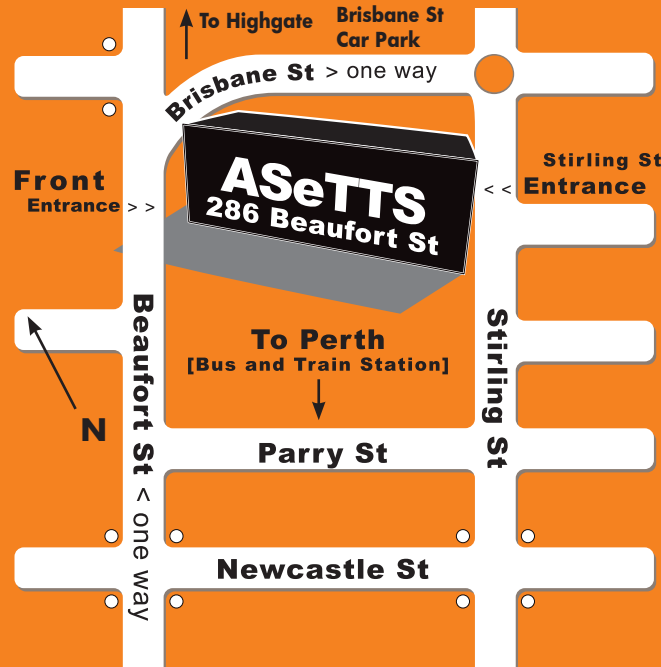 To Highgate
Brisbane St
Car Park
Brisbane St > one way
Stirling St
< < Entrance
Front
Entrance > >
ASeTTS
286 Beaufort St
Beaufort St < one way
Stirling St
To Perth
[Bus and Train Station]
N
Parry St
Newcastle St